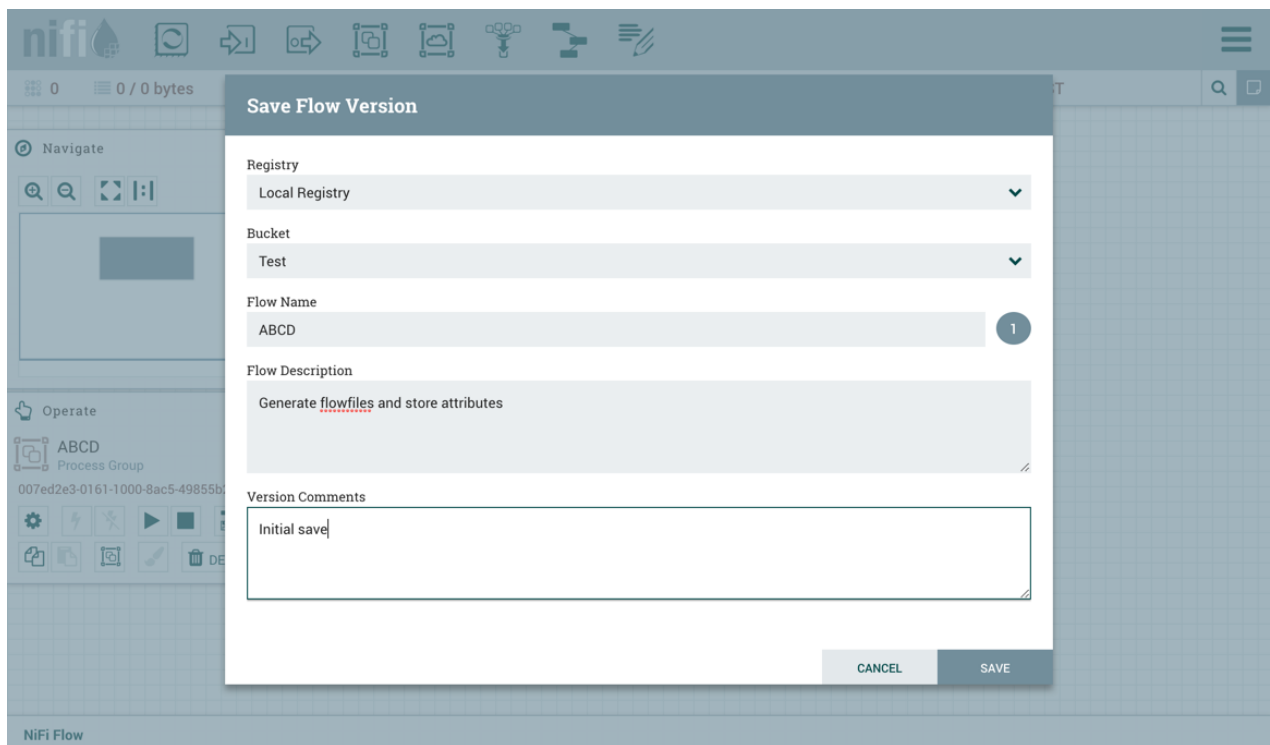 nifi
0 0 / 0 bytes ST
Save Flow Version
Navigate
Registry
Local Registry
Bucket
Test
Flow Name
ABCD 1
Flow Description
Generate flowfiles and store attributes
Operate
ABCD
Process Group
007ed2e3-0161-1000-8ac5-49855b
Version Comments
Initial save
DE
CANCEL SAVE
NiFi Flow